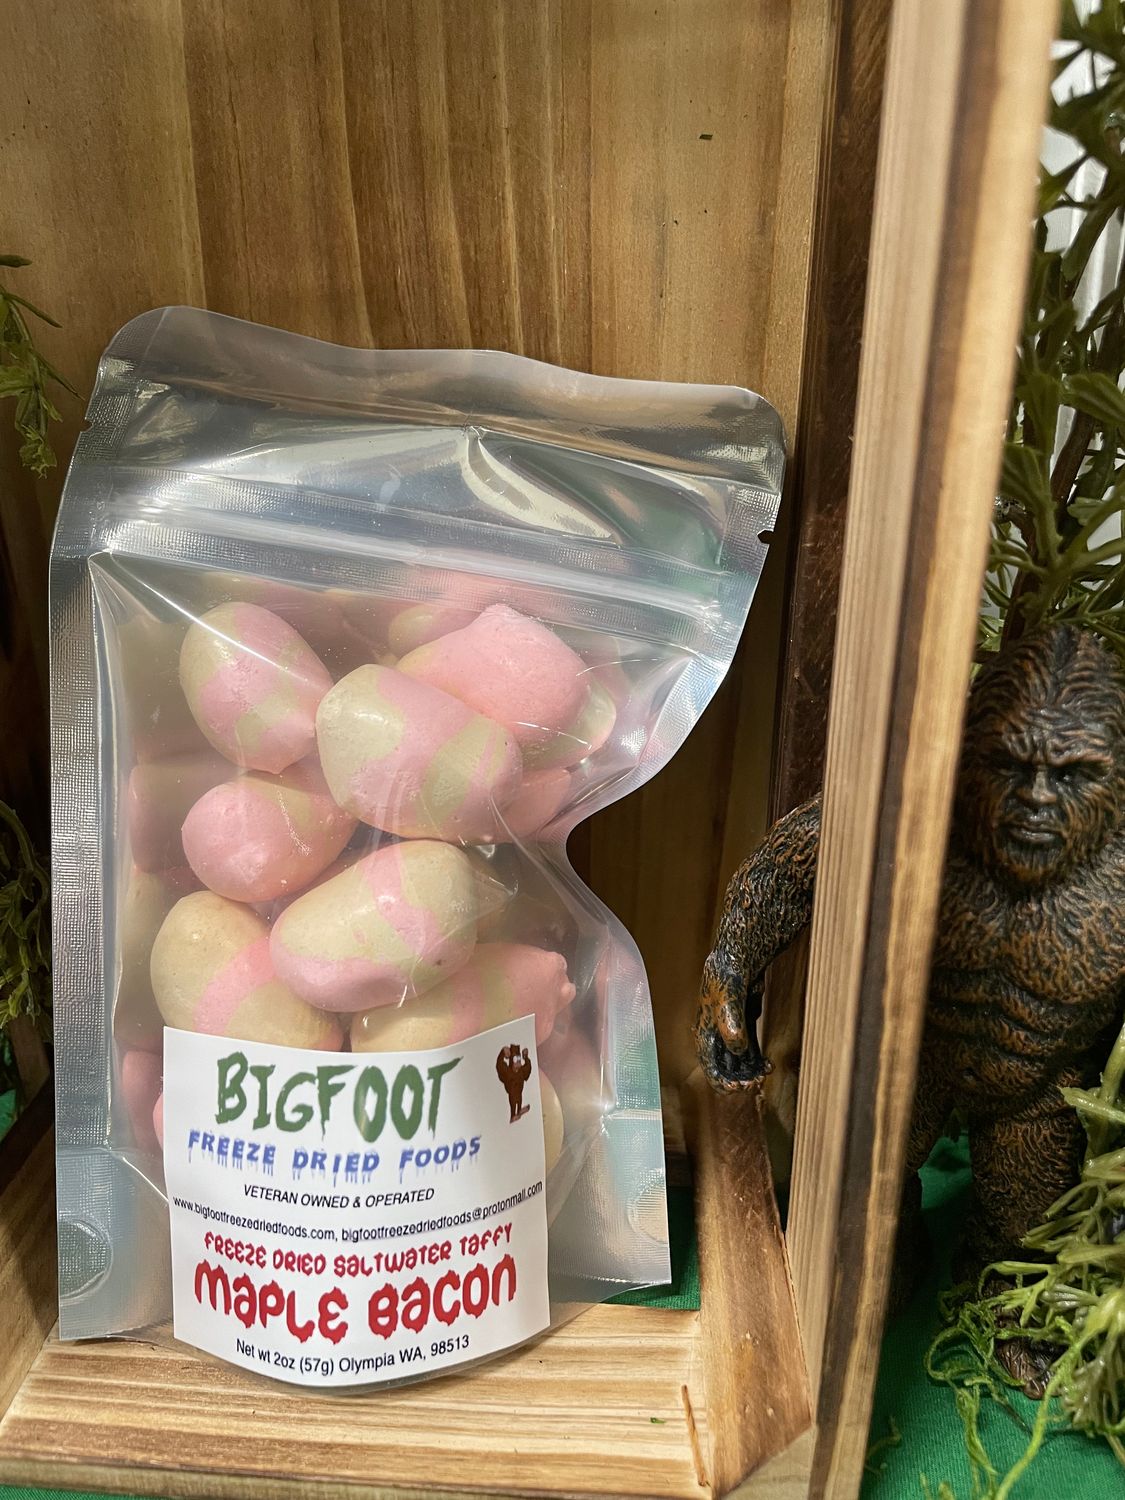 BIGFOOT
FREEZE DRIED FOODS
VETERAN OWNED & OPERATED
www.bigfootfreezedriedfoods.com, bigfootfreezedriedfoods@protonmail.com
FREEZE DRIED SALTWATER TAFFY
MAPLE BACON
Net wt 2oz (57g) Olympia WA, 98513